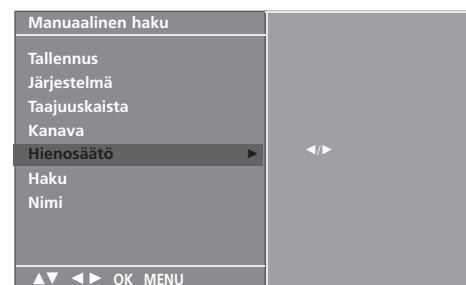 Manuaalinen haku
Tallennus
Järjestelmä
Taajuuskaista
Kanava
Hienosäätö ► ◄/►
Haku
Nimi
▲▼ ◄► OK MENU